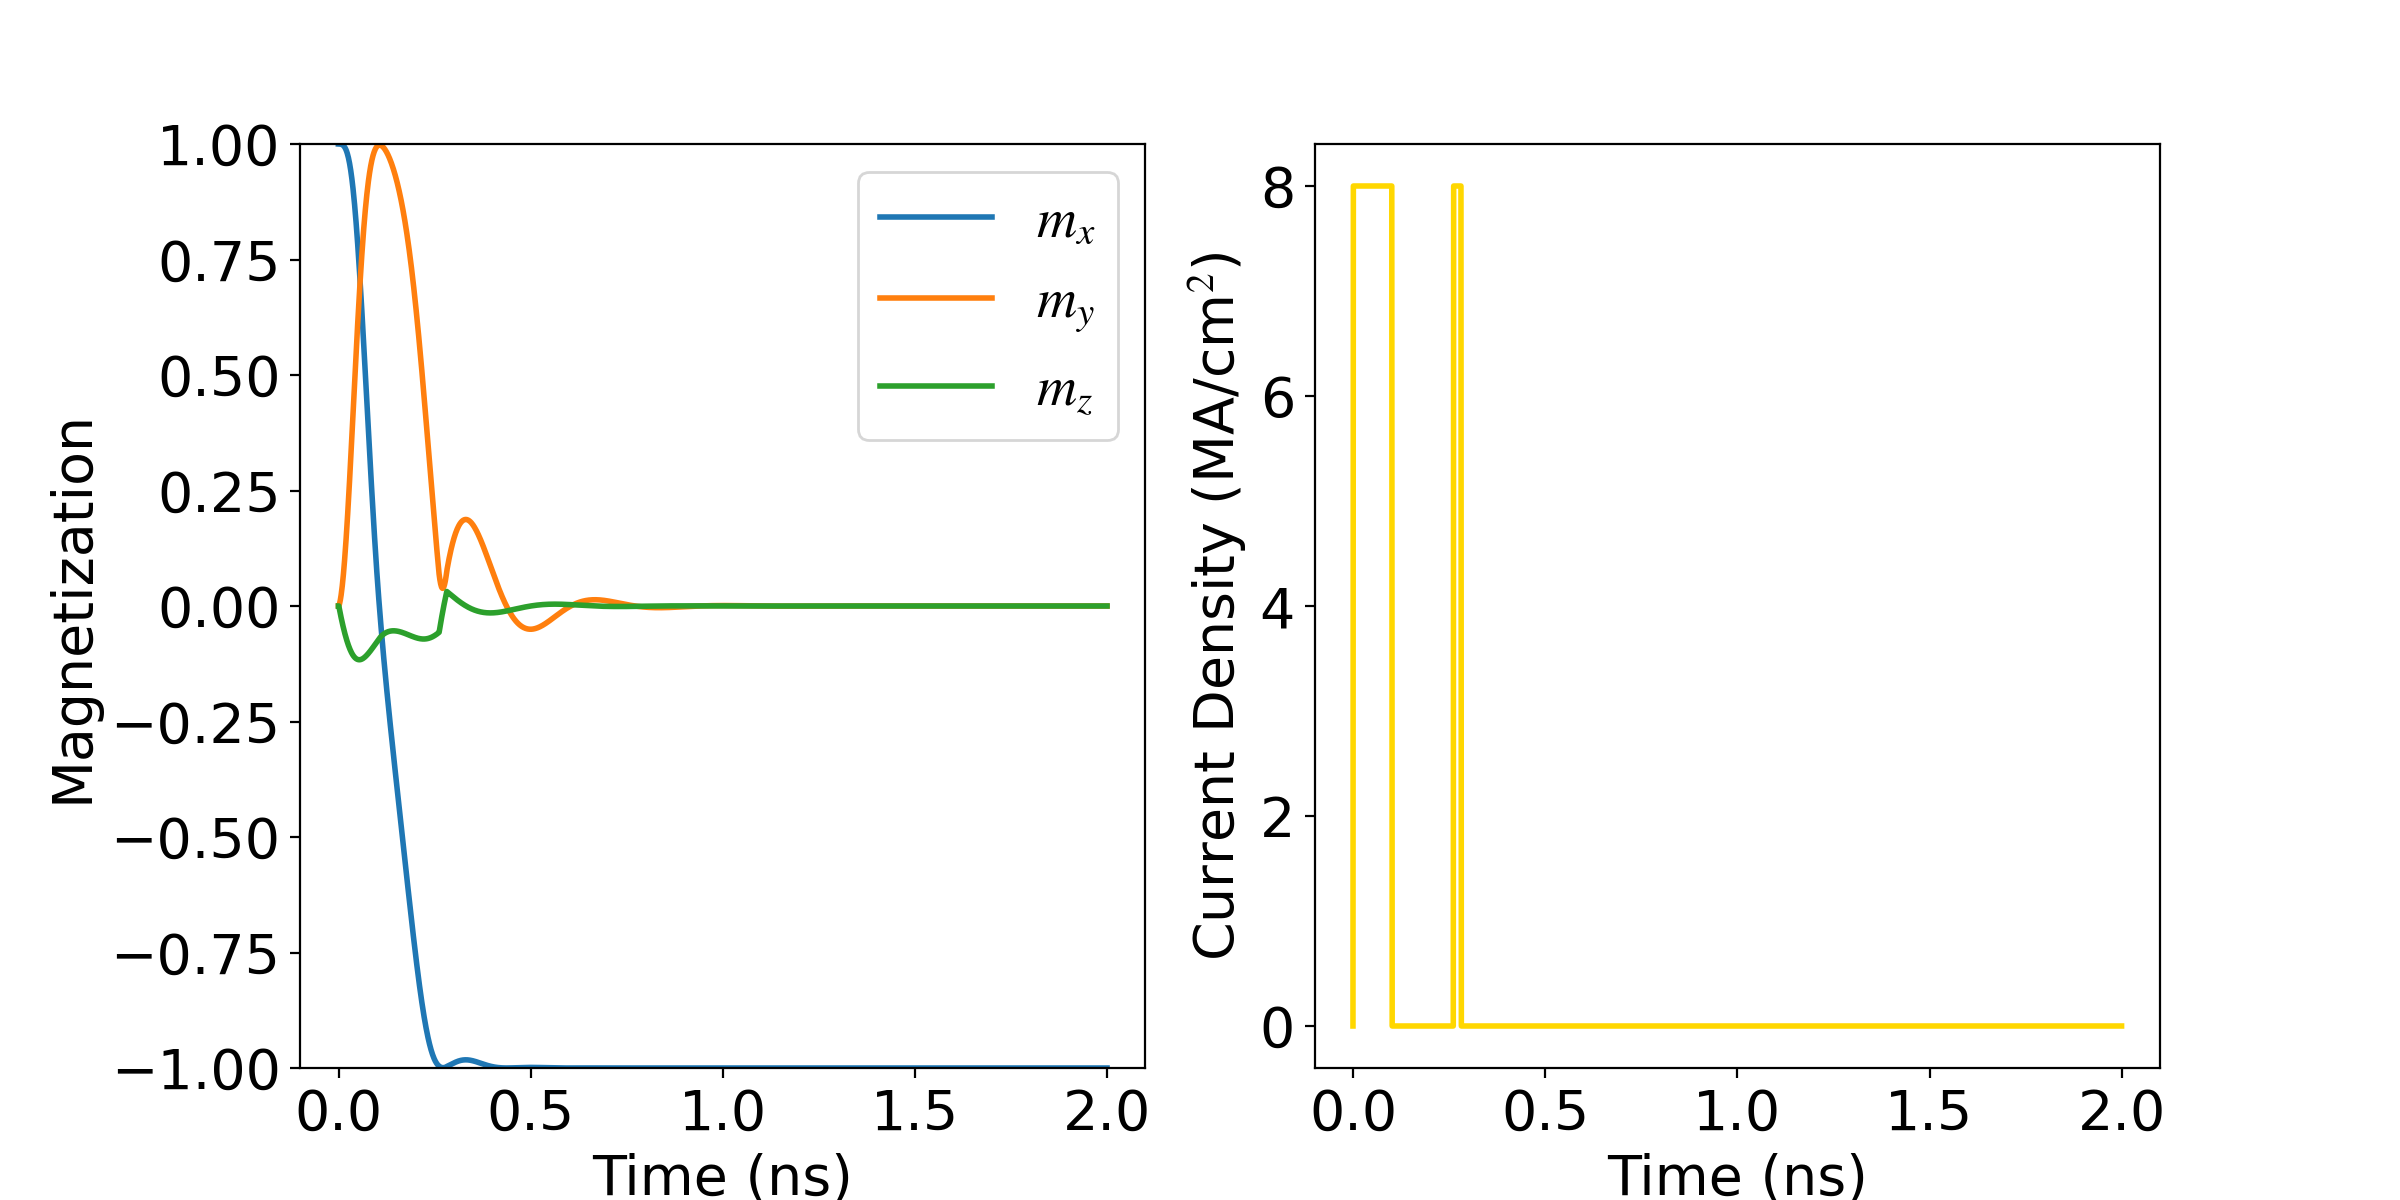 1.00
0.75
0.50
0.25
0.00
−0.25
−0.50
−0.75
−1.00
Magnetization
0.0 0.5 1.0 1.5 2.0
Time (ns)
m_x
m_y
m_z
8
6
4
2
0
Current Density (MA/cm²)
0.0 0.5 1.0 1.5 2.0
Time (ns)